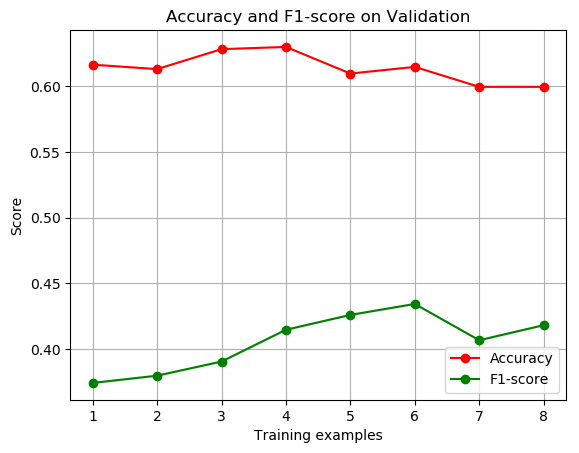 Accuracy and F1-score on Validation
0.60
0.55
0.50
0.45
0.40
Score
1 2 3 4 5 6 7 8
Training examples
Accuracy
F1-score